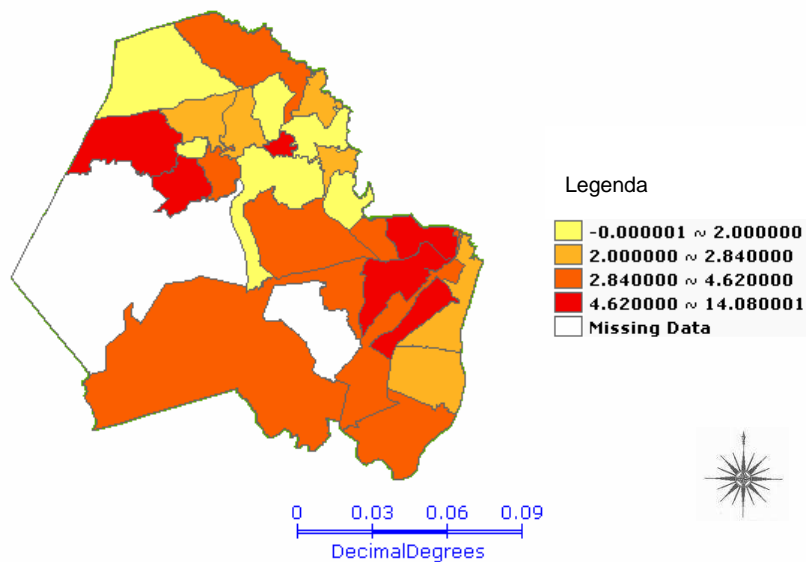 Legenda
-0.000001 ~ 2.000000
2.000000 ~ 2.840000
2.840000 ~ 4.620000
4.620000 ~ 14.080001
Missing Data
0 0.03 0.06 0.09
DecimalDegrees